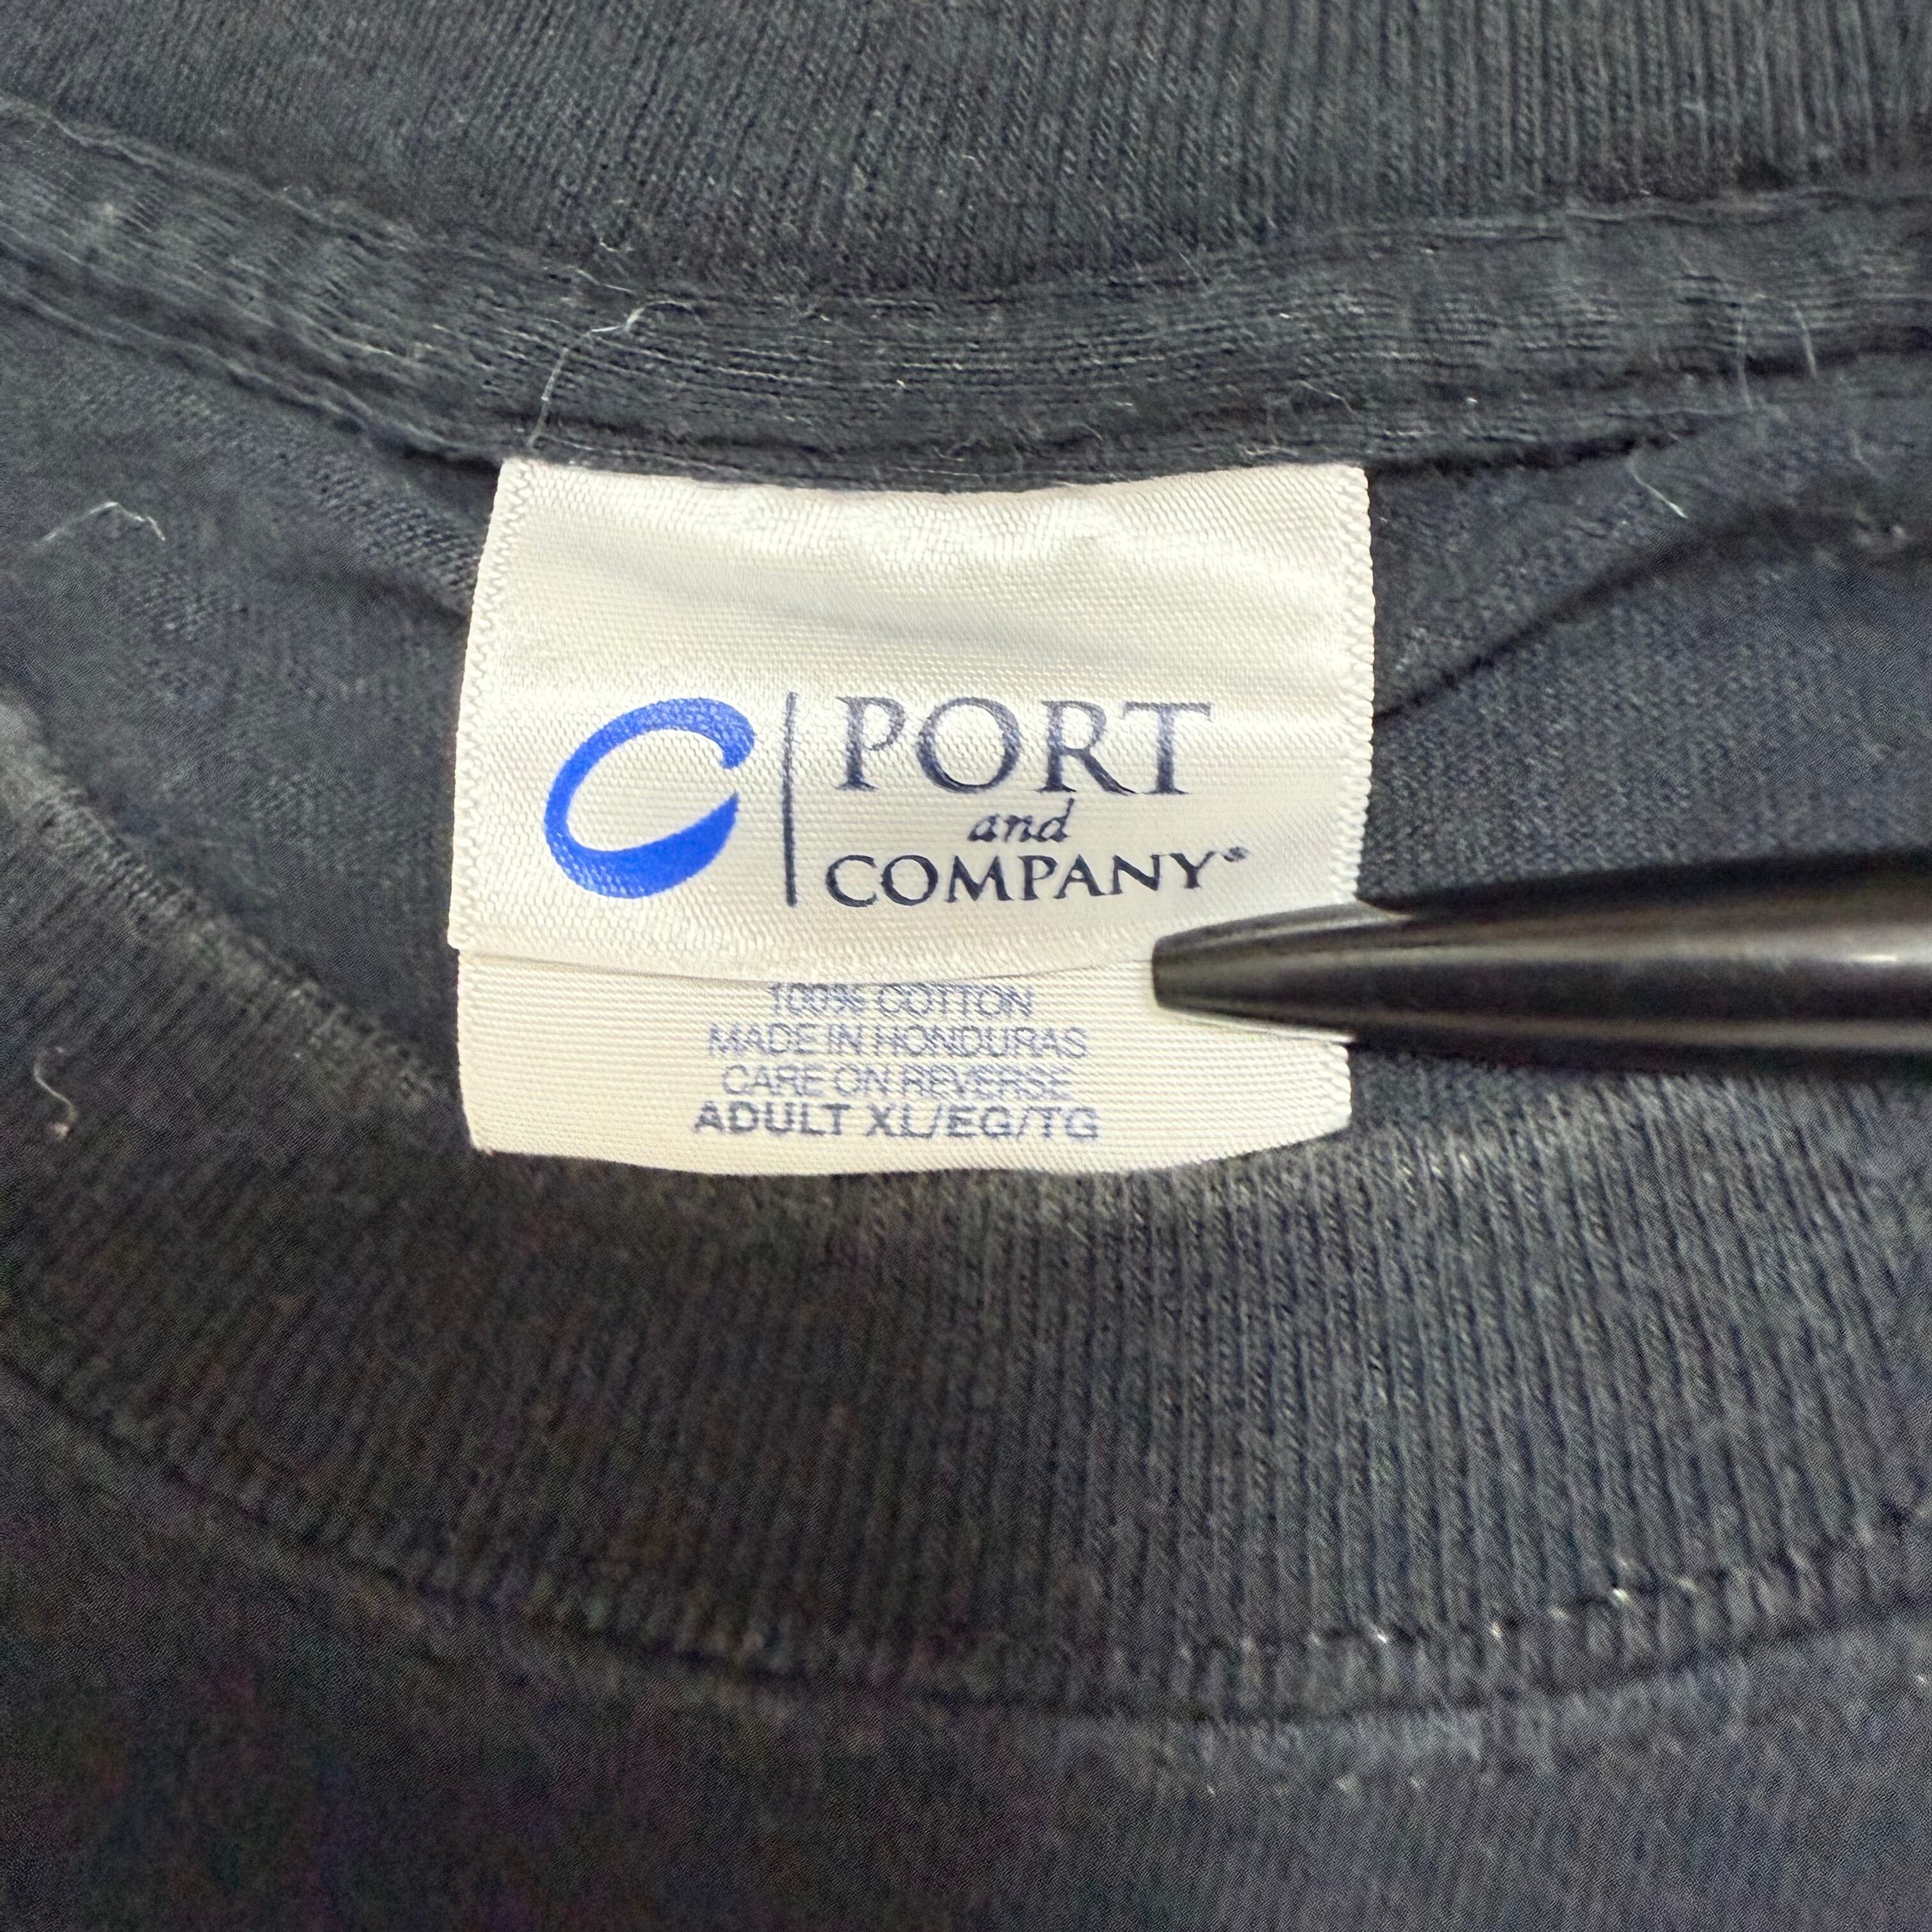 PORT
and
COMPANY®
100% COTTON
MADE IN HONDURAS
CARE ON REVERSE
ADULT XL/EG/TG